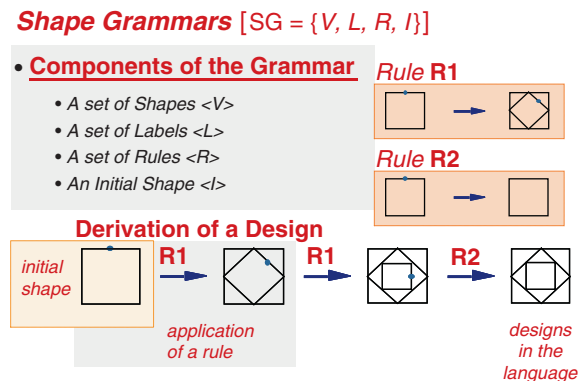 Shape Grammars [SG = {V, L, R, I}]
• Components of the Grammar
• A set of Shapes <V>
• A set of Labels <L>
• A set of Rules <R>
• An Initial Shape <I>
Rule R1
Rule R2
Derivation of a Design
initial
shape
R1
R1
R2
application
of a rule
designs
in the
language